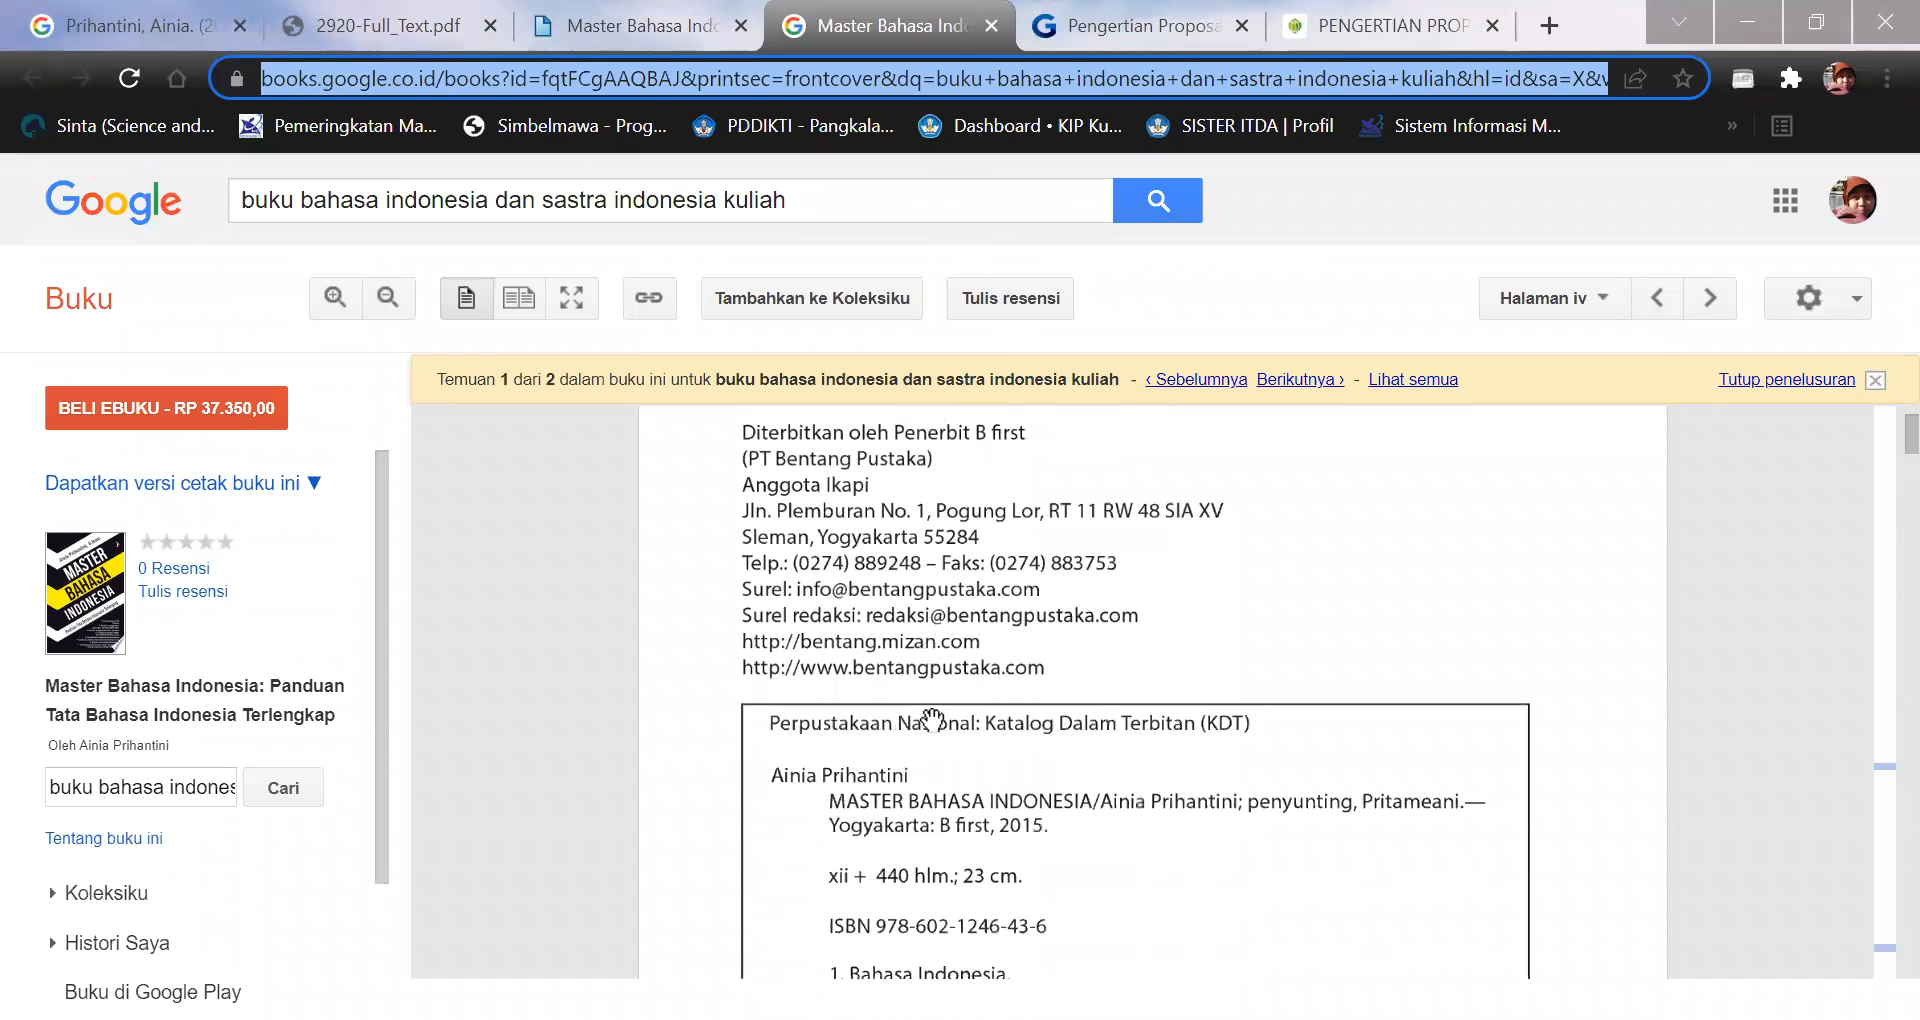 Prihantini, Ainia. (20
2920-Full_Text.pdf
Master Bahasa Indo
Master Bahasa Indo
Pengertian Proposa
PENGERTIAN PROP
books.google.co.id/books?id=fqtFCgAAQBAJ&printsec=frontcover&dq=buku+bahasa+indonesia+dan+sastra+indonesia+kuliah&hl=id&sa=X&v
Sinta (Science and...
Pemeringkatan Ma...
Simbelmawa - Prog...
PDDIKTI - Pangkala...
Dashboard • KIP Ku...
SISTER ITDA | Profil
Sistem Informasi M...
»
Google
buku bahasa indonesia dan sastra indonesia kuliah
Buku
Tambahkan ke Koleksiku
Tulis resensi
Halaman iv
BELI EBUKU - RP 37.350,00
Dapatkan versi cetak buku ini ▼
MASTER
BAHASA
INDONESIA
0 Resensi
Tulis resensi
Master Bahasa Indonesia: Panduan
Tata Bahasa Indonesia Terlengkap
Oleh Ainia Prihantini
buku bahasa indones
Cari
Tentang buku ini
Koleksiku
Histori Saya
Buku di Google Play
Temuan 1 dari 2 dalam buku ini untuk buku bahasa indonesia dan sastra indonesia kuliah - ‹ Sebelumnya Berikutnya › - Lihat semua
Tutup penelusuran
Diterbitkan oleh Penerbit B first
(PT Bentang Pustaka)
Anggota Ikapi
Jln. Plemburan No. 1, Pogung Lor, RT 11 RW 48 SIA XV
Sleman, Yogyakarta 55284
Telp.: (0274) 889248 – Faks: (0274) 883753
Surel: info@bentangpustaka.com
Surel redaksi: redaksi@bentangpustaka.com
http://bentang.mizan.com
http://www.bentangpustaka.com
Perpustakaan Nasional: Katalog Dalam Terbitan (KDT)
Ainia Prihantini
MASTER BAHASA INDONESIA/Ainia Prihantini; penyunting, Pritameani.—
Yogyakarta: B first, 2015.
xii + 440 hlm.; 23 cm.
ISBN 978-602-1246-43-6
1. Bahasa Indonesia.